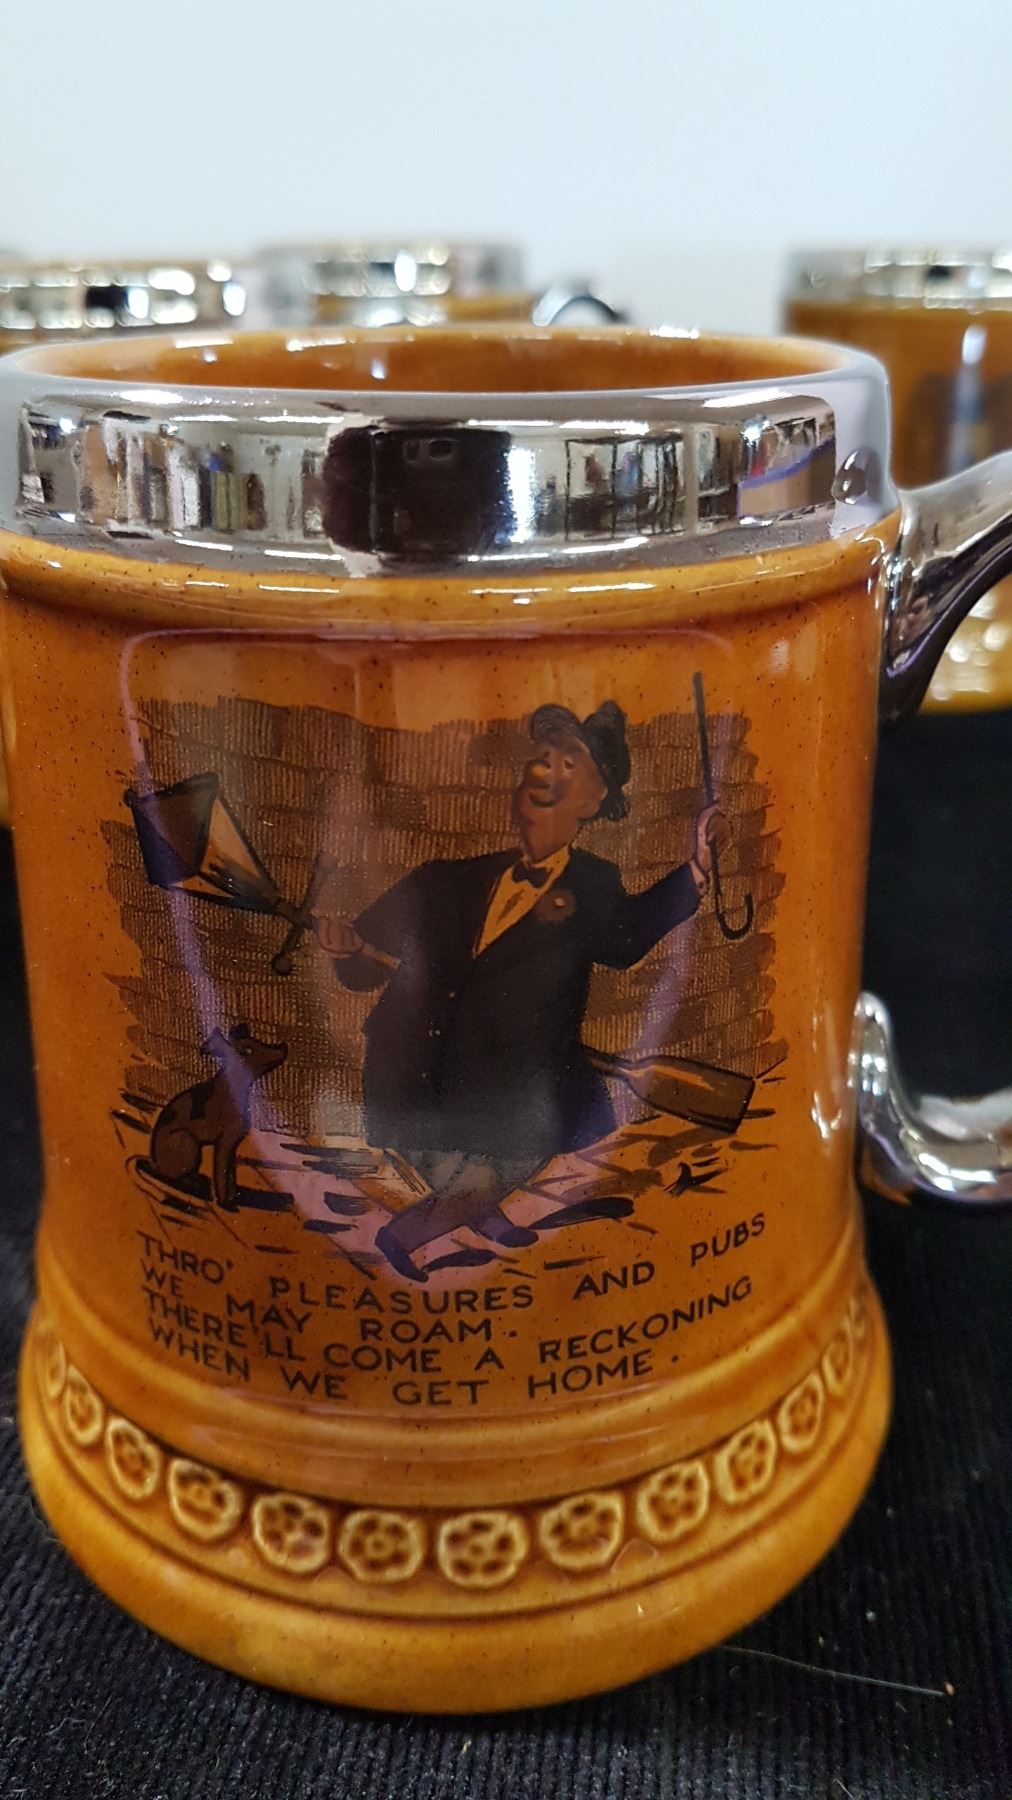 THRO' PLEASURES AND PUBS
WE MAY ROAM.
THERE'LL COME A RECKONING
WHEN WE GET HOME.